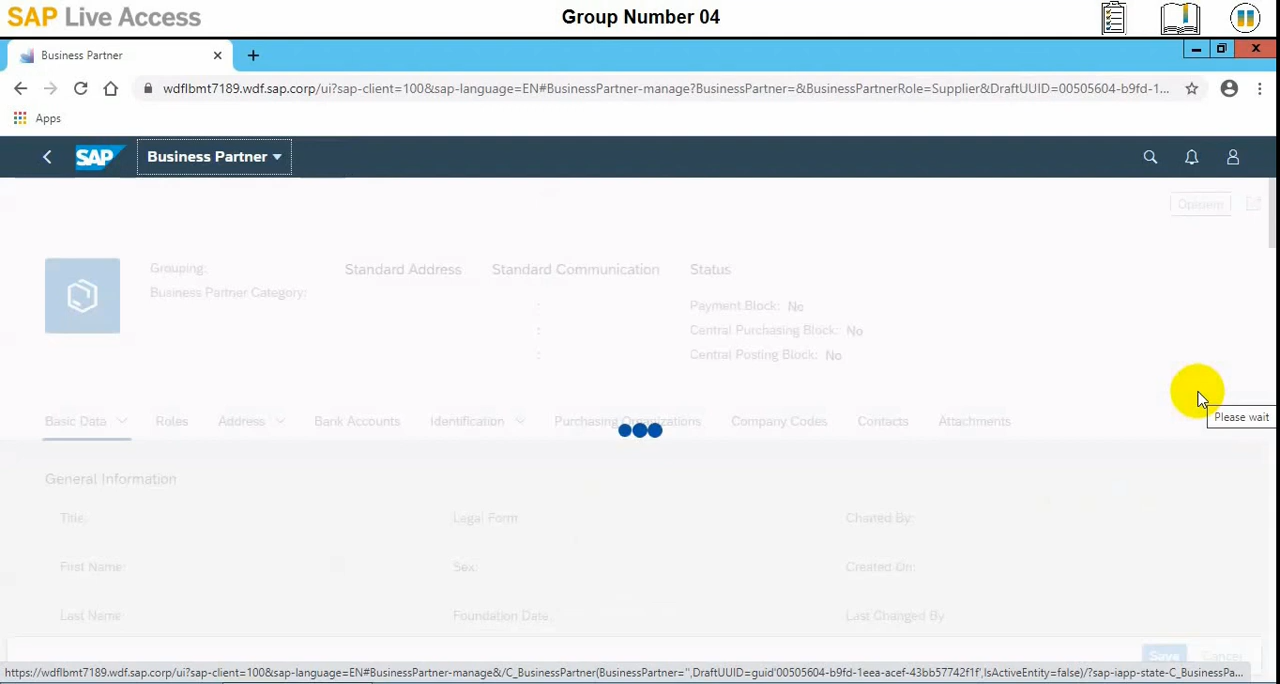 SAP Live Access
Group Number 04
Business Partner
wdflbmt7189.wdf.sap.corp/ui?sap-client=100&sap-language=EN#BusinessPartner-manage?BusinessPartner=&BusinessPartnerRole=Supplier&DraftUUID=00505604-b9fd-1...
Apps
SAP Business Partner
Grouping:
Business Partner Category:
Standard Address
Standard Communication
:
:
:
Status
Payment Block: No
Central Purchasing Block: No
Central Posting Block: No
Please wait
Basic Data Roles Address Bank Accounts Identification Purchasing Organizations Company Codes Contacts Attachments
General Information
Title: Legal Form Created By:
First Name: Sex: Created On:
Last Name Foundation Date: Last Changed By
Save Cancel
https://wdflbmt7189.wdf.sap.corp/ui?sap-client=100&sap-language=EN#BusinessPartner-manage&/C_BusinessPartner(BusinessPartner='',DraftUUID=guid'00505604-b9fd-1eea-acef-43bb57742f1f',IsActiveEntity=false)/?sap-iapp-state-C_BusinessPa...